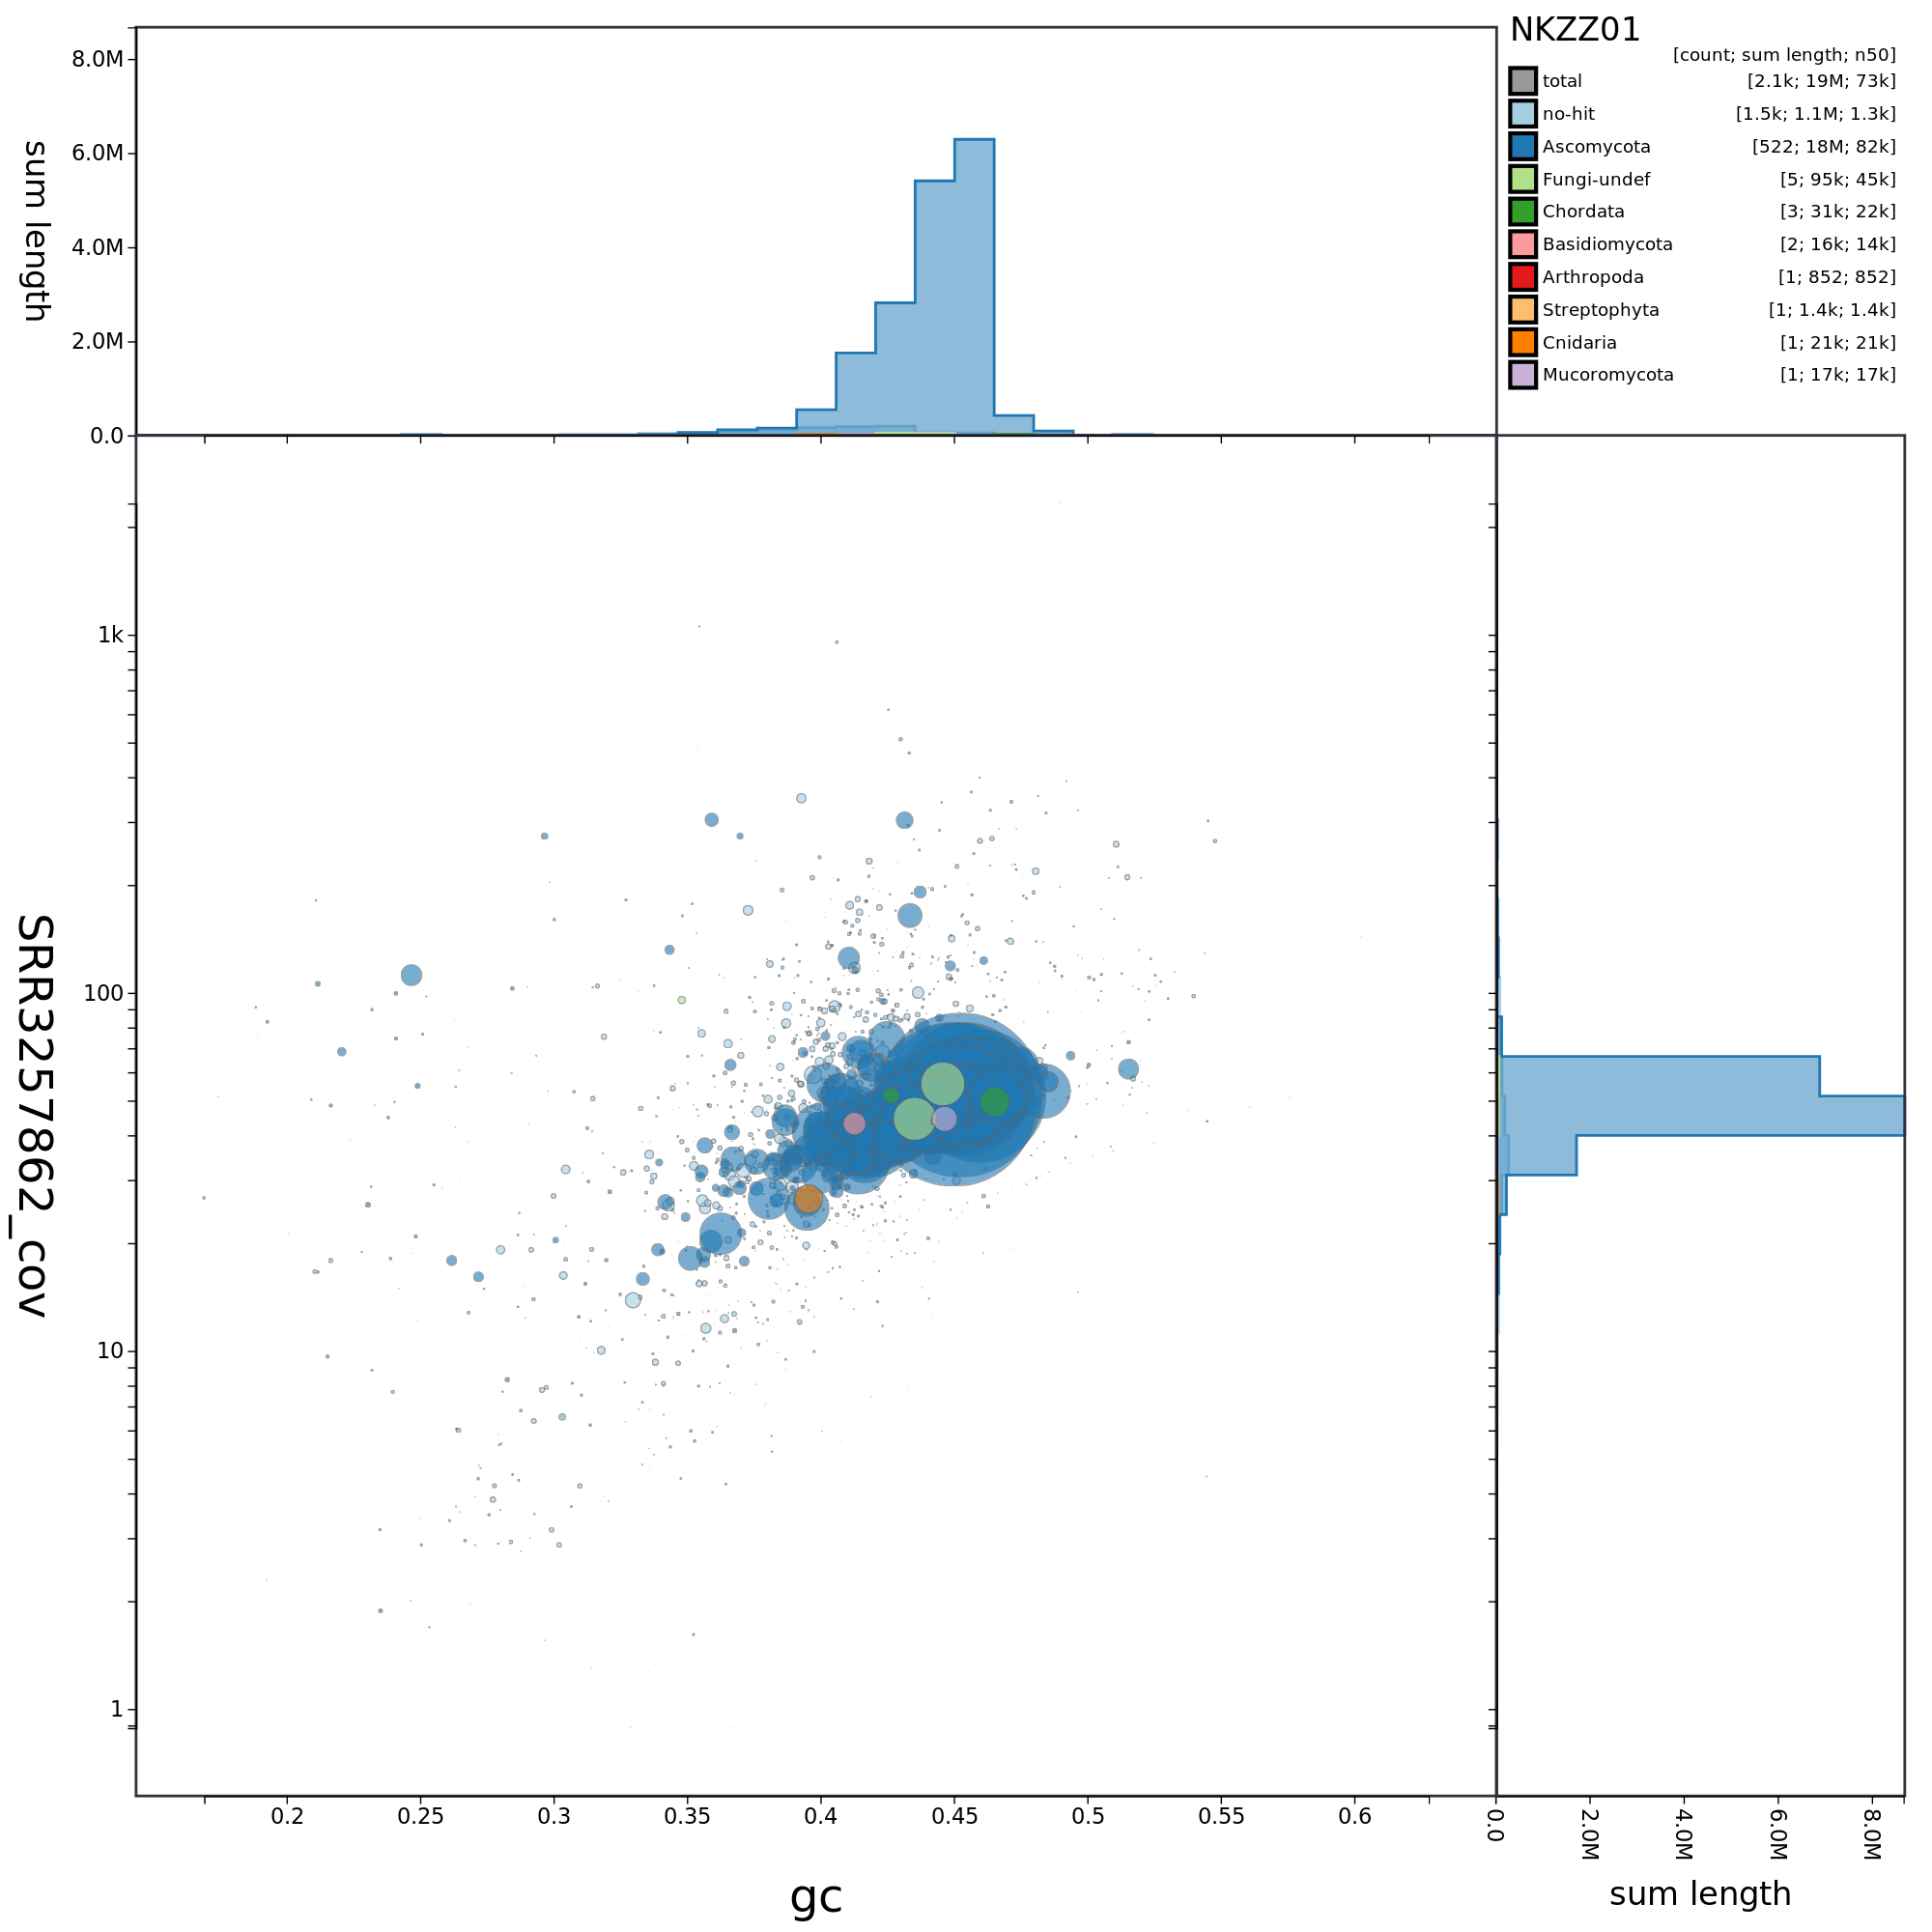 NKZZ01
[count; sum length; n50]
total [2.1k; 19M; 73k]
no-hit [1.5k; 1.1M; 1.3k]
Ascomycota [522; 18M; 82k]
Fungi-undef [5; 95k; 45k]
Chordata [3; 31k; 22k]
Basidiomycota [2; 16k; 14k]
Arthropoda [1; 852; 852]
Streptophyta [1; 1.4k; 1.4k]
Cnidaria [1; 21k; 21k]
Mucoromycota [1; 17k; 17k]
sum length
8.0M
6.0M
4.0M
2.0M
0.0
SRR3257862_cov
1k
100
10
1
0.2 0.25 0.3 0.35 0.4 0.45 0.5 0.55 0.6
gc
0.0 2.0M 4.0M 6.0M 8.0M
sum length